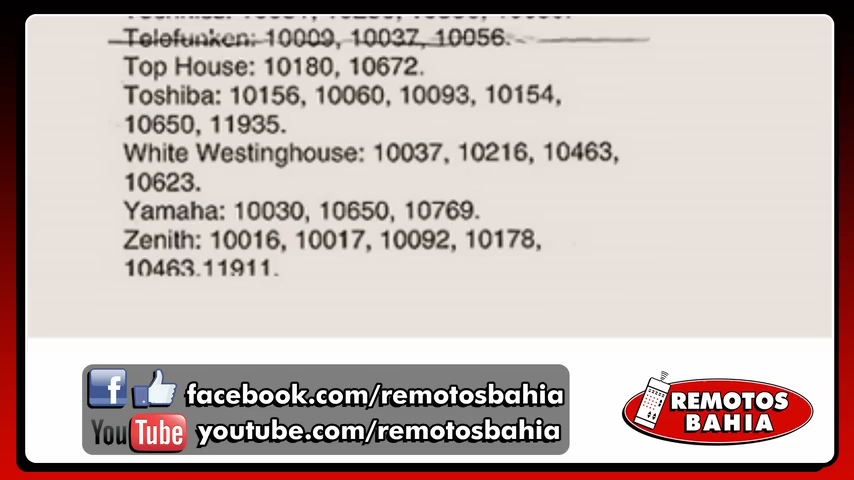 Telefunken: 10009, 10037, 10056.
Top House: 10180, 10672.
Toshiba: 10156, 10060, 10093, 10154,
10650, 11935.
White Westinghouse: 10037, 10216, 10463,
10623.
Yamaha: 10030, 10650, 10769.
Zenith: 10016, 10017, 10092, 10178,
10463.11911.
facebook.com/remotosbahia
YouTube youtube.com/remotosbahia
REMOTOS
BAHIA